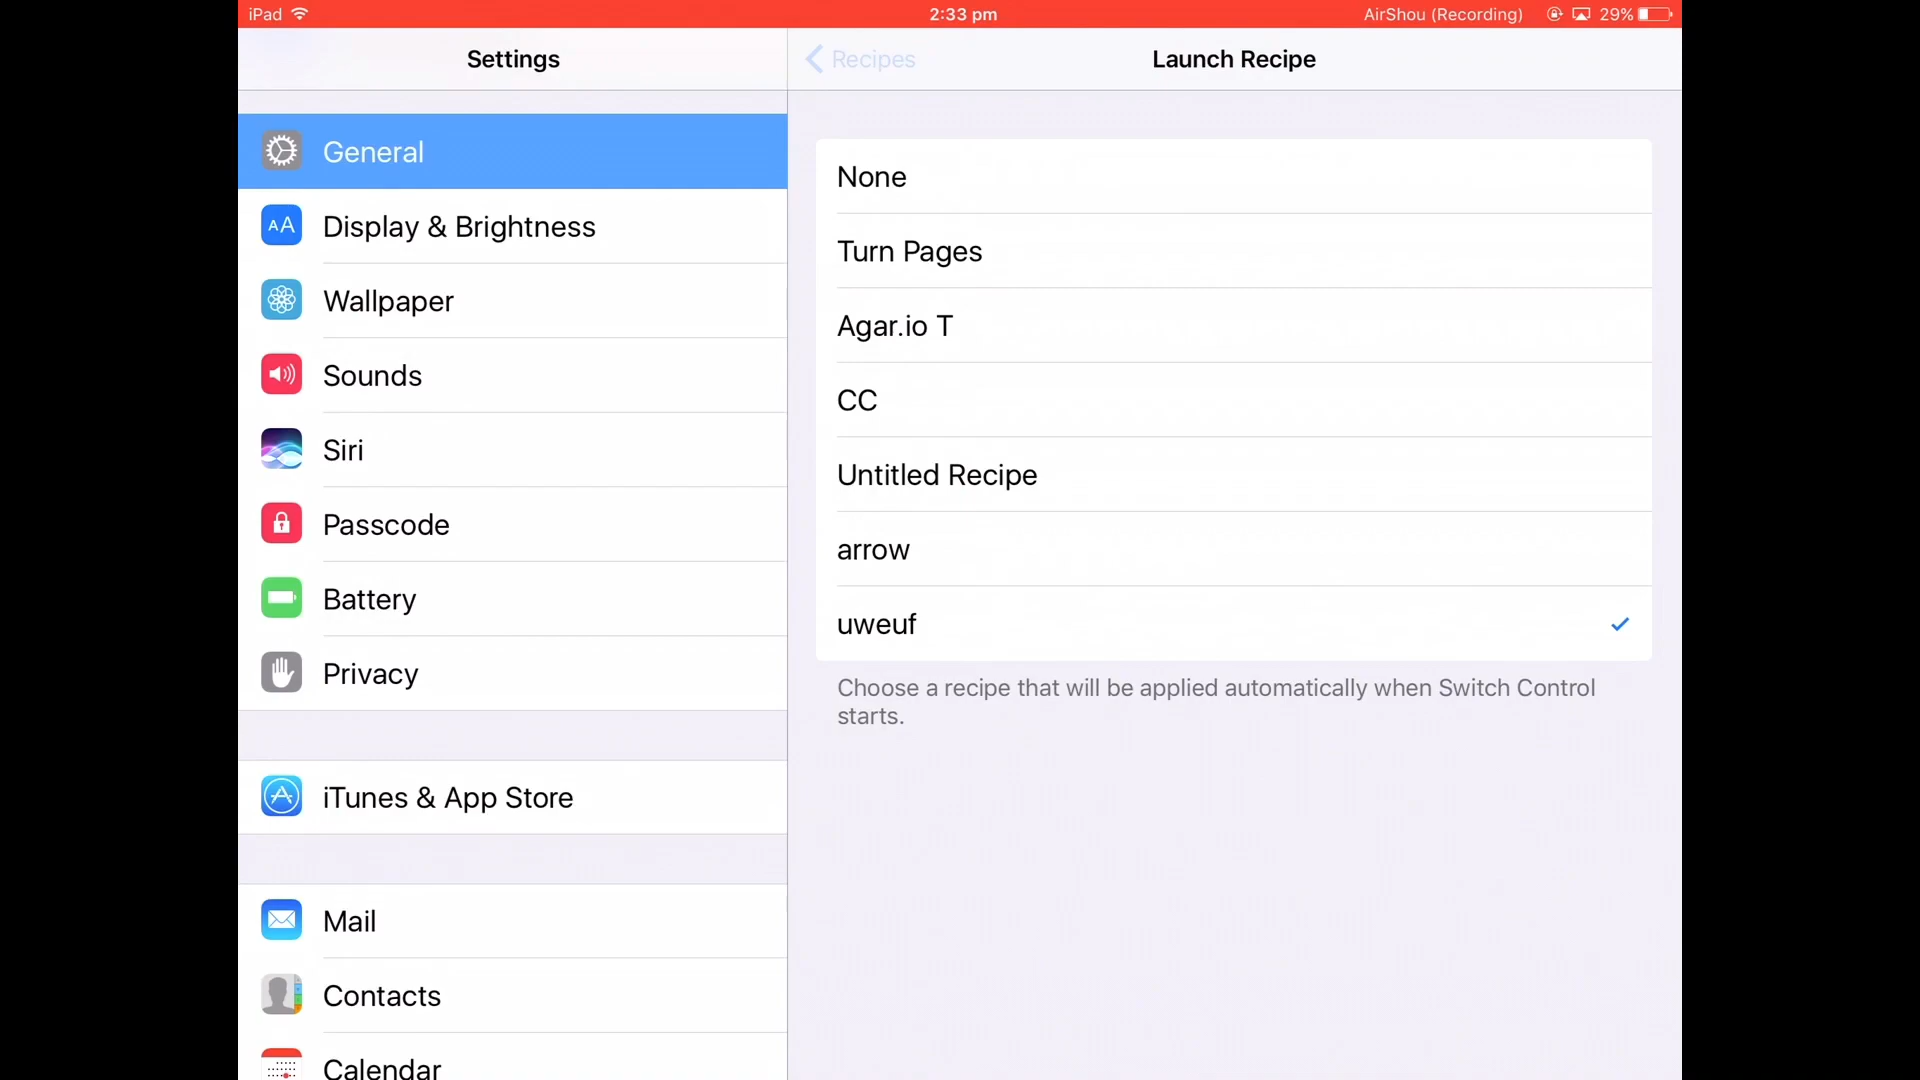 iPad
2:33 pm
AirShou (Recording)
29%
Settings
General
AA
Display & Brightness
Wallpaper
Sounds
Siri
Passcode
Battery
Privacy
iTunes & App Store
Mail
Contacts
Calendar
Recipes
Launch Recipe
None
Turn Pages
Agar.io T
CC
Untitled Recipe
arrow
uweuf
Choose a recipe that will be applied automatically when Switch Control
starts.